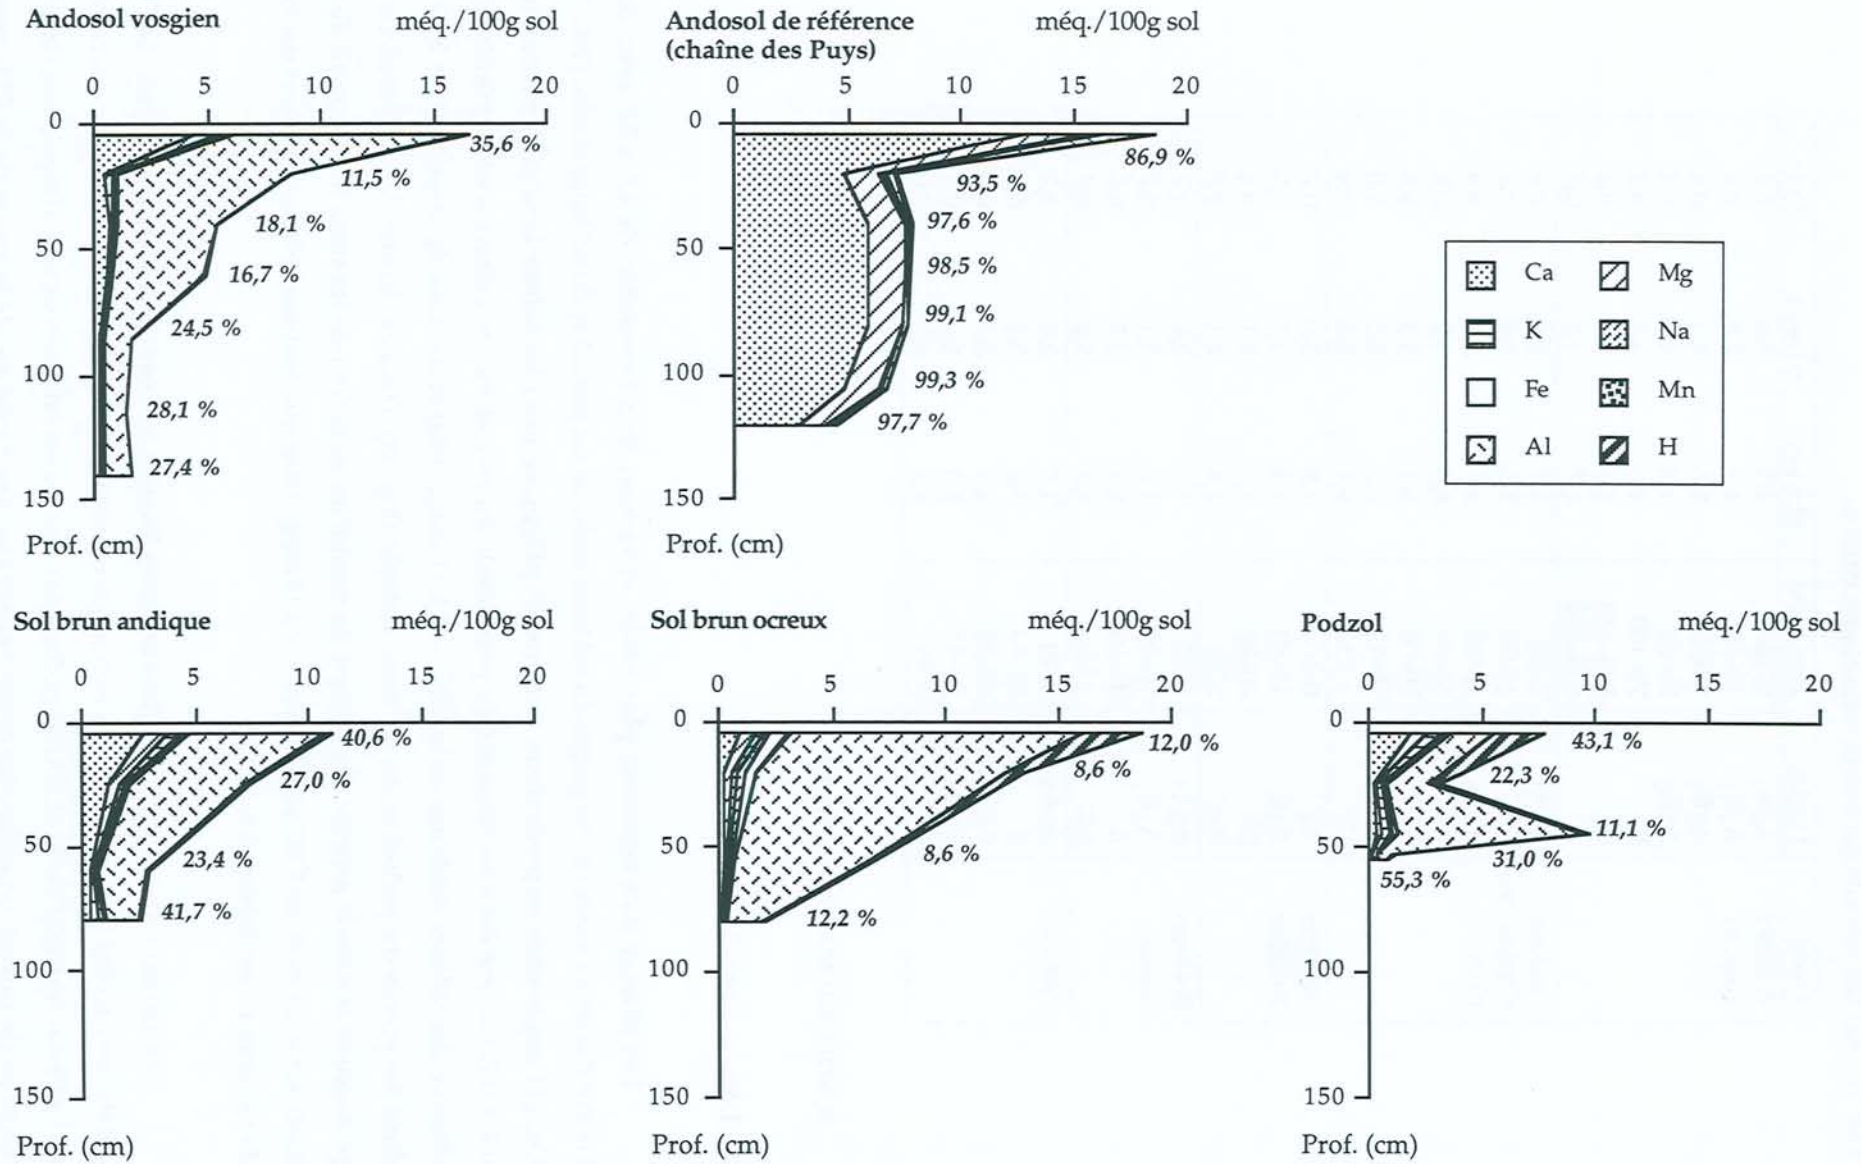 Andosol vosgien
méq./100g sol
0 5 10 15 20
0
50
100
150
35,6 %
11,5 %
18,1 %
16,7 %
24,5 %
28,1 %
27,4 %
Prof. (cm)
Andosol de référence
(chaîne des Puys)
méq./100g sol
0 5 10 15 20
0
50
100
150
86,9 %
93,5 %
97,6 %
98,5 %
99,1 %
99,3 %
97,7 %
Prof. (cm)
Ca Mg
K Na
Fe Mn
Al H
Sol brun andique
méq./100g sol
0 5 10 15 20
0
50
100
150
40,6 %
27,0 %
23,4 %
41,7 %
Prof. (cm)
Sol brun ocreux
méq./100g sol
0 5 10 15 20
0
50
100
150
12,0 %
8,6 %
8,6 %
12,2 %
Prof. (cm)
Podzol
méq./100g sol
0 5 10 15 20
0
50
100
150
43,1 %
22,3 %
11,1 %
31,0 %
55,3 %
Prof. (cm)